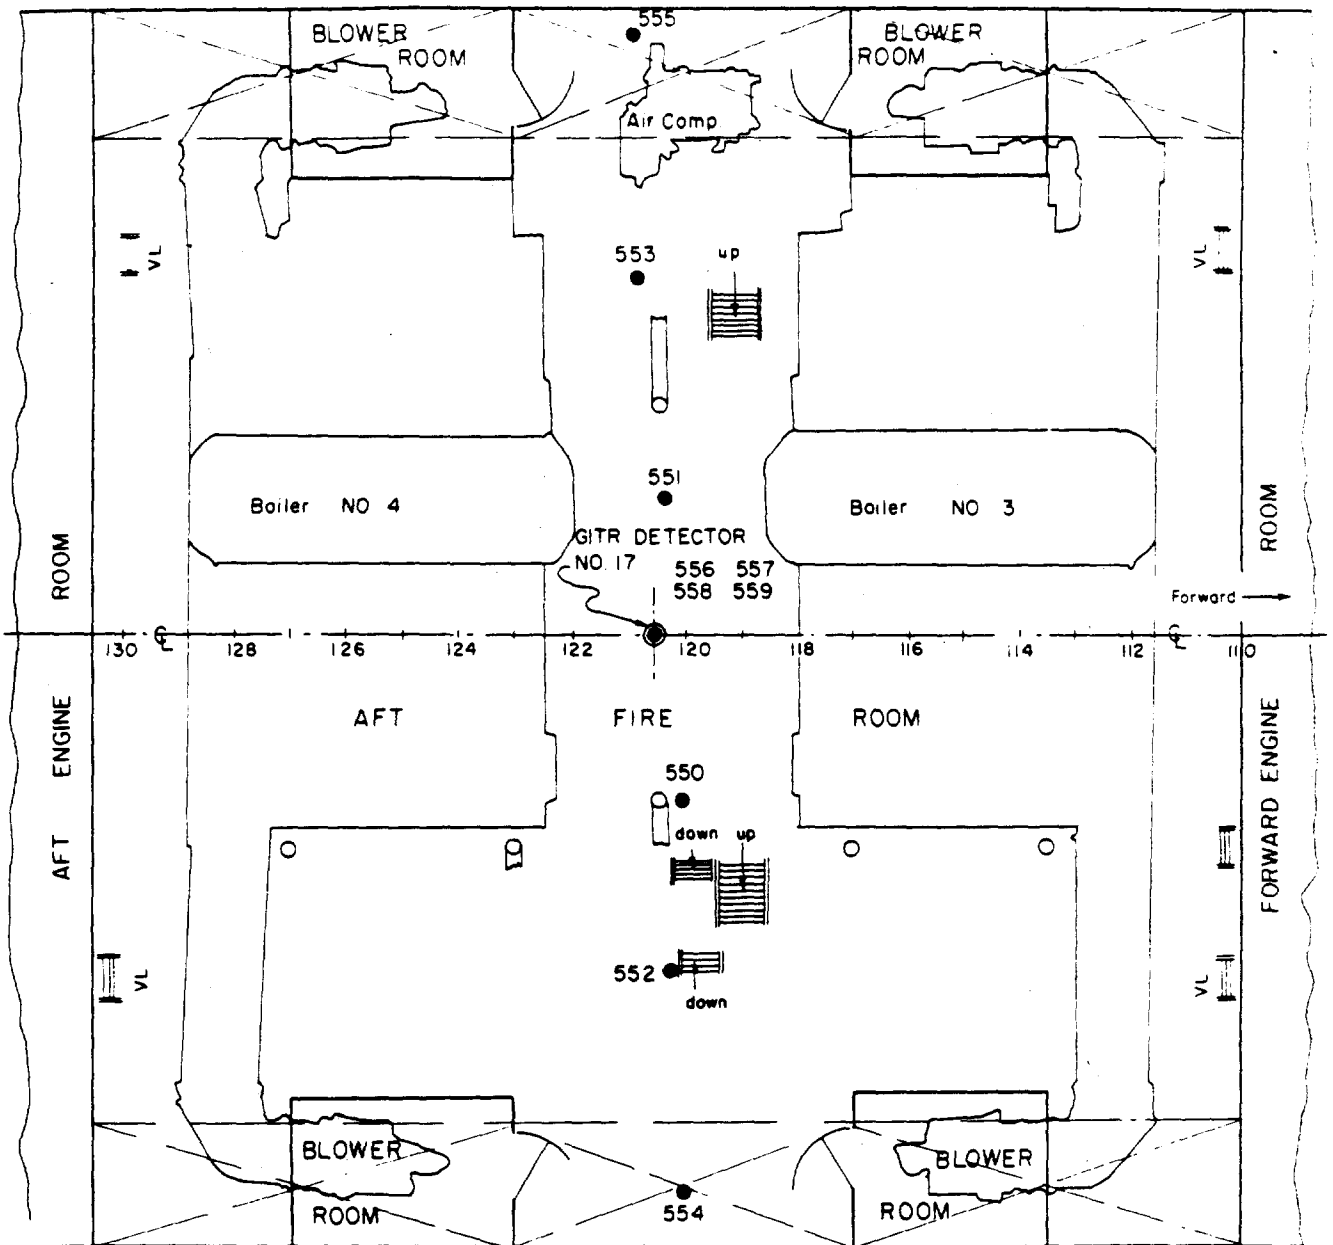 555
BLOWER
ROOM
BLOWER
ROOM
Air Comp.
553
up
VL
VL
551
Boiler NO 4
Boiler NO 3
GITR DETECTOR
NO. 17
556 557
558 559
Forward
ROOM
ROOM
130 ℄ 128 126 124 122 120 118 116 114 112 ℄ 110
AFT FIRE ROOM
AFT ENGINE
FORWARD ENGINE
550
down up
552
down
VL
VL
BLOWER
ROOM
BLOWER
ROOM
554